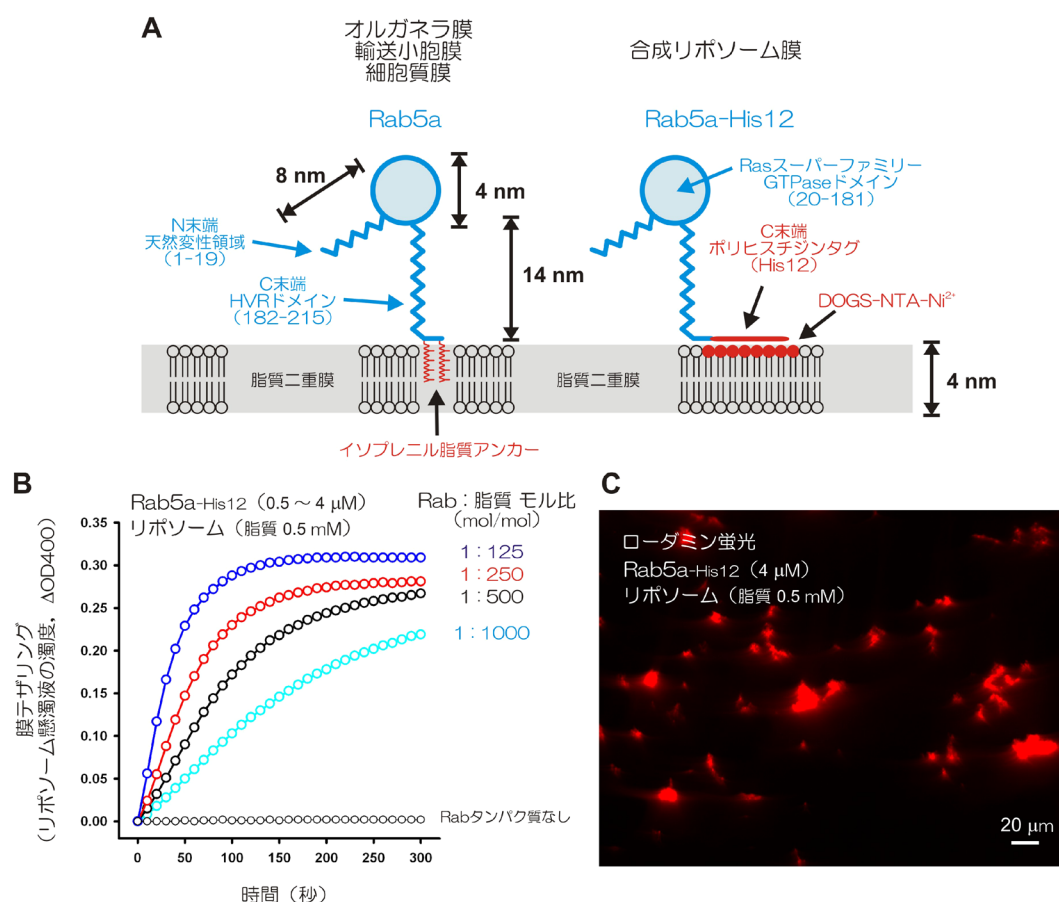 A
オルガネラ膜
輸送小胞膜
細胞質膜
合成リポソーム膜
Rab5a
Rab5a-His12
8 nm
4 nm
Rasスーパーファミリー
GTPaseドメイン
(20-181)
N末端
天然変性領域
(1-19)
C末端
ポリヒスチジンタグ
(His12)
14 nm
C末端
HVRドメイン
(182-215)
DOGS-NTA-Ni²⁺
脂質二重膜
脂質二重膜
4 nm
イソプレニル脂質アンカー
B
Rab5a-His12（0.5～4 μM）
リポソーム（脂質 0.5 mM）
Rab：脂質 モル比
(mol/mol)
1：125
1：250
1：500
1：1000
Rabタンパク質なし
膜テザリング
（リポソーム懸濁液の濁度，ΔOD400）
0.35
0.30
0.25
0.20
0.15
0.10
0.05
0.00
0
50
100
150
200
250
300
時間（秒）
C
ローダミン蛍光
Rab5a-His12（4 μM）
リポソーム（脂質 0.5 mM）
20 μm